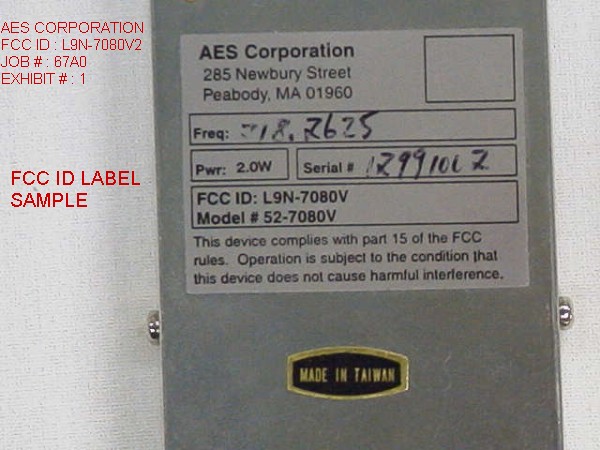 AES CORPORATION
FCC ID : L9N-7080V2
JOB # : 67A0
EXHIBIT # : 1
FCC ID LABEL
SAMPLE
AES Corporation
285 Newbury Street
Peabody, MA 01960
Freq: 218.2625
Pwr: 2.0W Serial #
FCC ID: L9N-7080V
Model # 52-7080V
This device complies with part 15 of the FCC
rules. Operation is subject to the condition that
this device does not cause harmful interference.
MADE IN TAIWAN